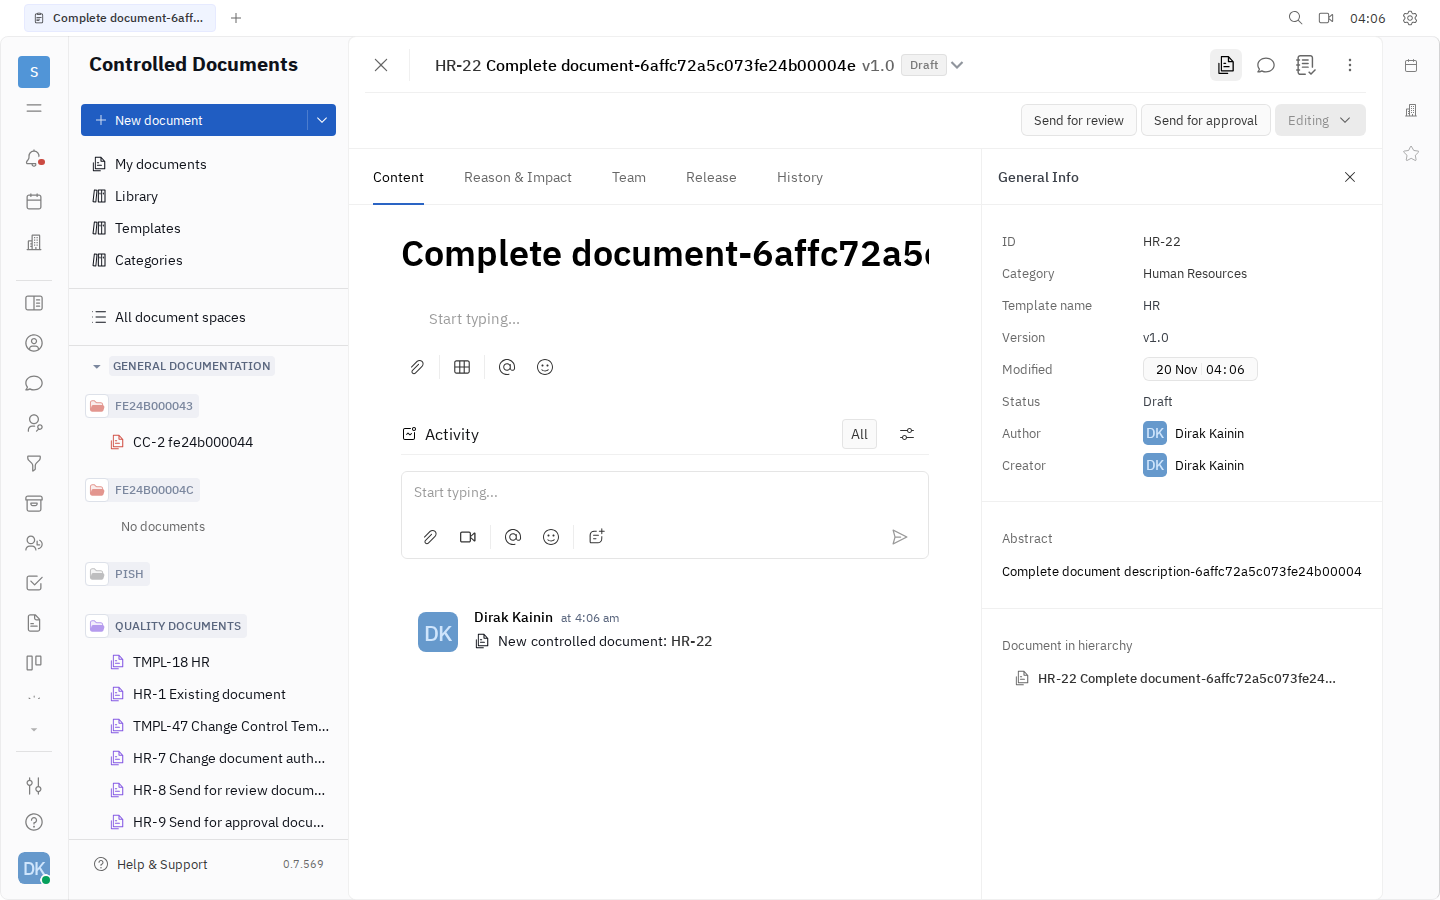 Complete document-6aff...
04:06
S
Controlled Documents
New document
My documents
Library
Templates
Categories
All document spaces
GENERAL DOCUMENTATION
FE24B000043
CC-2 fe24b000044
FE24B00004C
No documents
PISH
QUALITY DOCUMENTS
TMPL-18 HR
HR-1 Existing document
TMPL-47 Change Control Tem...
HR-7 Change document auth...
HR-8 Send for review docum...
HR-9 Send for approval docu...
Help & Support
0.7.569
DK
HR-22 Complete document-6affc72a5c073fe24b00004e v1.0 Draft
Send for review
Send for approval
Editing
Content
Reason & Impact
Team
Release
History
Complete document-6affc72a5c
Start typing...
Activity
All
Start typing...
DK
Dirak Kainin at 4:06 am
New controlled document: HR-22
General Info
ID HR-22
Category Human Resources
Template name HR
Version v1.0
Modified 20 Nov 04:06
Status Draft
Author DK Dirak Kainin
Creator DK Dirak Kainin
Abstract
Complete document description-6affc72a5c073fe24b00004
Document in hierarchy
HR-22 Complete document-6affc72a5c073fe24...